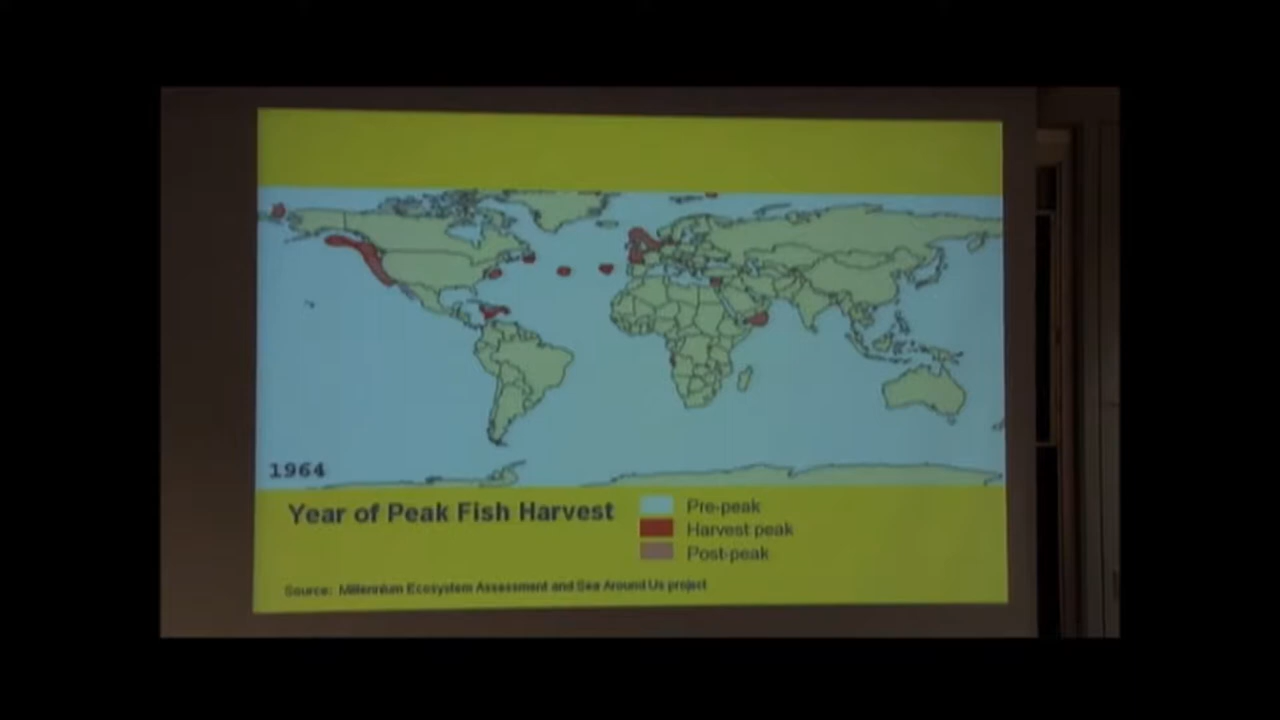 1964
Year of Peak Fish Harvest
Pre-peak
Harvest peak
Post-peak
Source: Millennium Ecosystem Assessment and Sea Around Us project